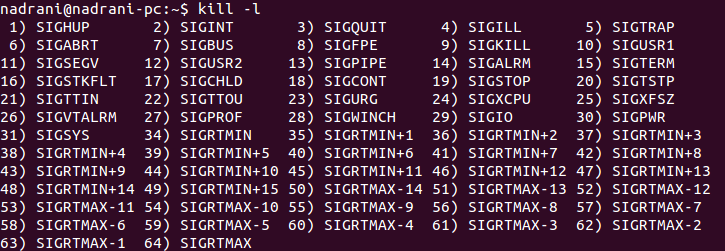 nadrani@nadrani-pc:~$ kill -l
 1) SIGHUP	 2) SIGINT	 3) SIGQUIT	 4) SIGILL	 5) SIGTRAP
 6) SIGABRT	 7) SIGBUS	 8) SIGFPE	 9) SIGKILL	10) SIGUSR1
11) SIGSEGV	12) SIGUSR2	13) SIGPIPE	14) SIGALRM	15) SIGTERM
16) SIGSTKFLT	17) SIGCHLD	18) SIGCONT	19) SIGSTOP	20) SIGTSTP
21) SIGTTIN	22) SIGTTOU	23) SIGURG	24) SIGXCPU	25) SIGXFSZ
26) SIGVTALRM	27) SIGPROF	28) SIGWINCH	29) SIGIO	30) SIGPWR
31) SIGSYS	34) SIGRTMIN	35) SIGRTMIN+1	36) SIGRTMIN+2	37) SIGRTMIN+3
38) SIGRTMIN+4	39) SIGRTMIN+5	40) SIGRTMIN+6	41) SIGRTMIN+7	42) SIGRTMIN+8
43) SIGRTMIN+9	44) SIGRTMIN+10	45) SIGRTMIN+11	46) SIGRTMIN+12	47) SIGRTMIN+13
48) SIGRTMIN+14	49) SIGRTMIN+15	50) SIGRTMAX-14	51) SIGRTMAX-13	52) SIGRTMAX-12
53) SIGRTMAX-11	54) SIGRTMAX-10	55) SIGRTMAX-9	56) SIGRTMAX-8	57) SIGRTMAX-7
58) SIGRTMAX-6	59) SIGRTMAX-5	60) SIGRTMAX-4	61) SIGRTMAX-3	62) SIGRTMAX-2
63) SIGRTMAX-1	64) SIGRTMAX